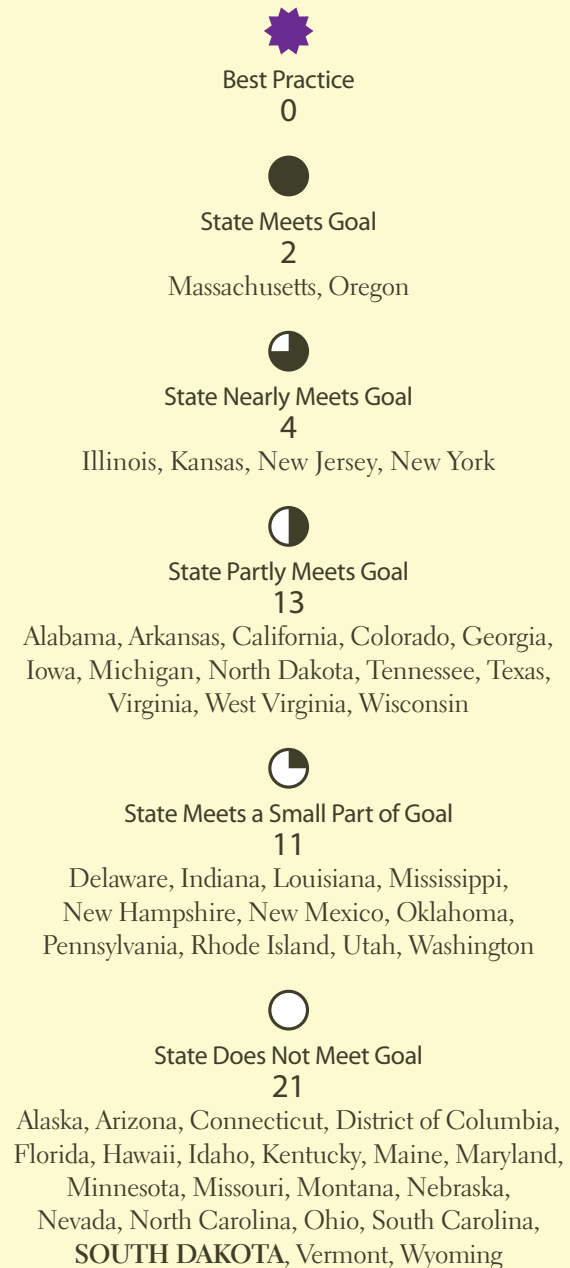 Best Practice
0
State Meets Goal
2
Massachusetts, Oregon
State Nearly Meets Goal
4
Illinois, Kansas, New Jersey, New York
State Partly Meets Goal
13
Alabama, Arkansas, California, Colorado, Georgia,
Iowa, Michigan, North Dakota, Tennessee, Texas,
Virginia, West Virginia, Wisconsin
State Meets a Small Part of Goal
11
Delaware, Indiana, Louisiana, Mississippi,
New Hampshire, New Mexico, Oklahoma,
Pennsylvania, Rhode Island, Utah, Washington
State Does Not Meet Goal
21
Alaska, Arizona, Connecticut, District of Columbia,
Florida, Hawaii, Idaho, Kentucky, Maine, Maryland,
Minnesota, Missouri, Montana, Nebraska,
Nevada, North Carolina, Ohio, South Carolina,
SOUTH DAKOTA, Vermont, Wyoming